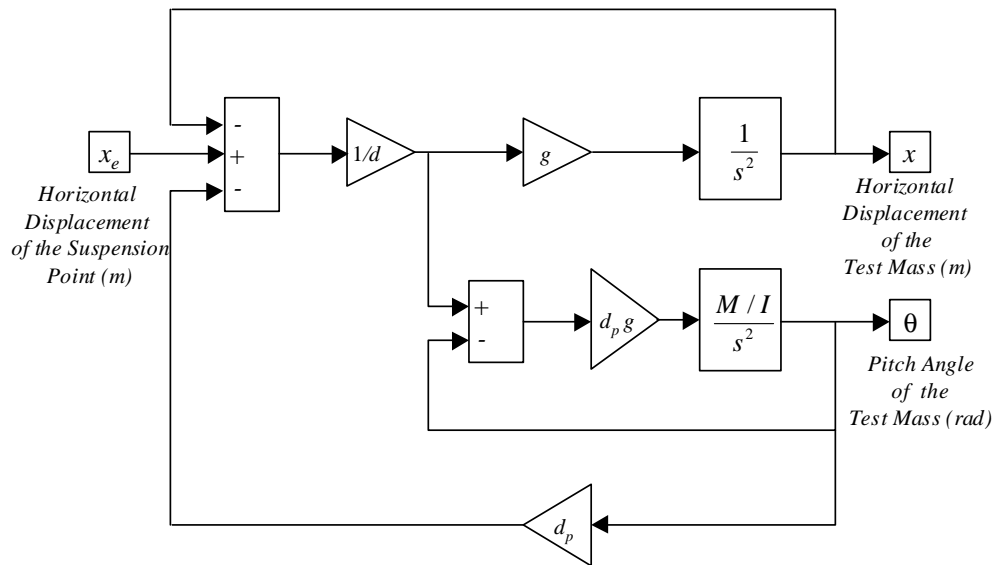 -
x_e
+
-
1/d
g
1
s^2
x
Horizontal
Displacement
of the Suspension
Point (m)
Horizontal
Displacement
of the
Test Mass (m)
+
-
d_p g
M / I
s^2
θ
Pitch Angle
of the
Test Mass (rad)
d_p